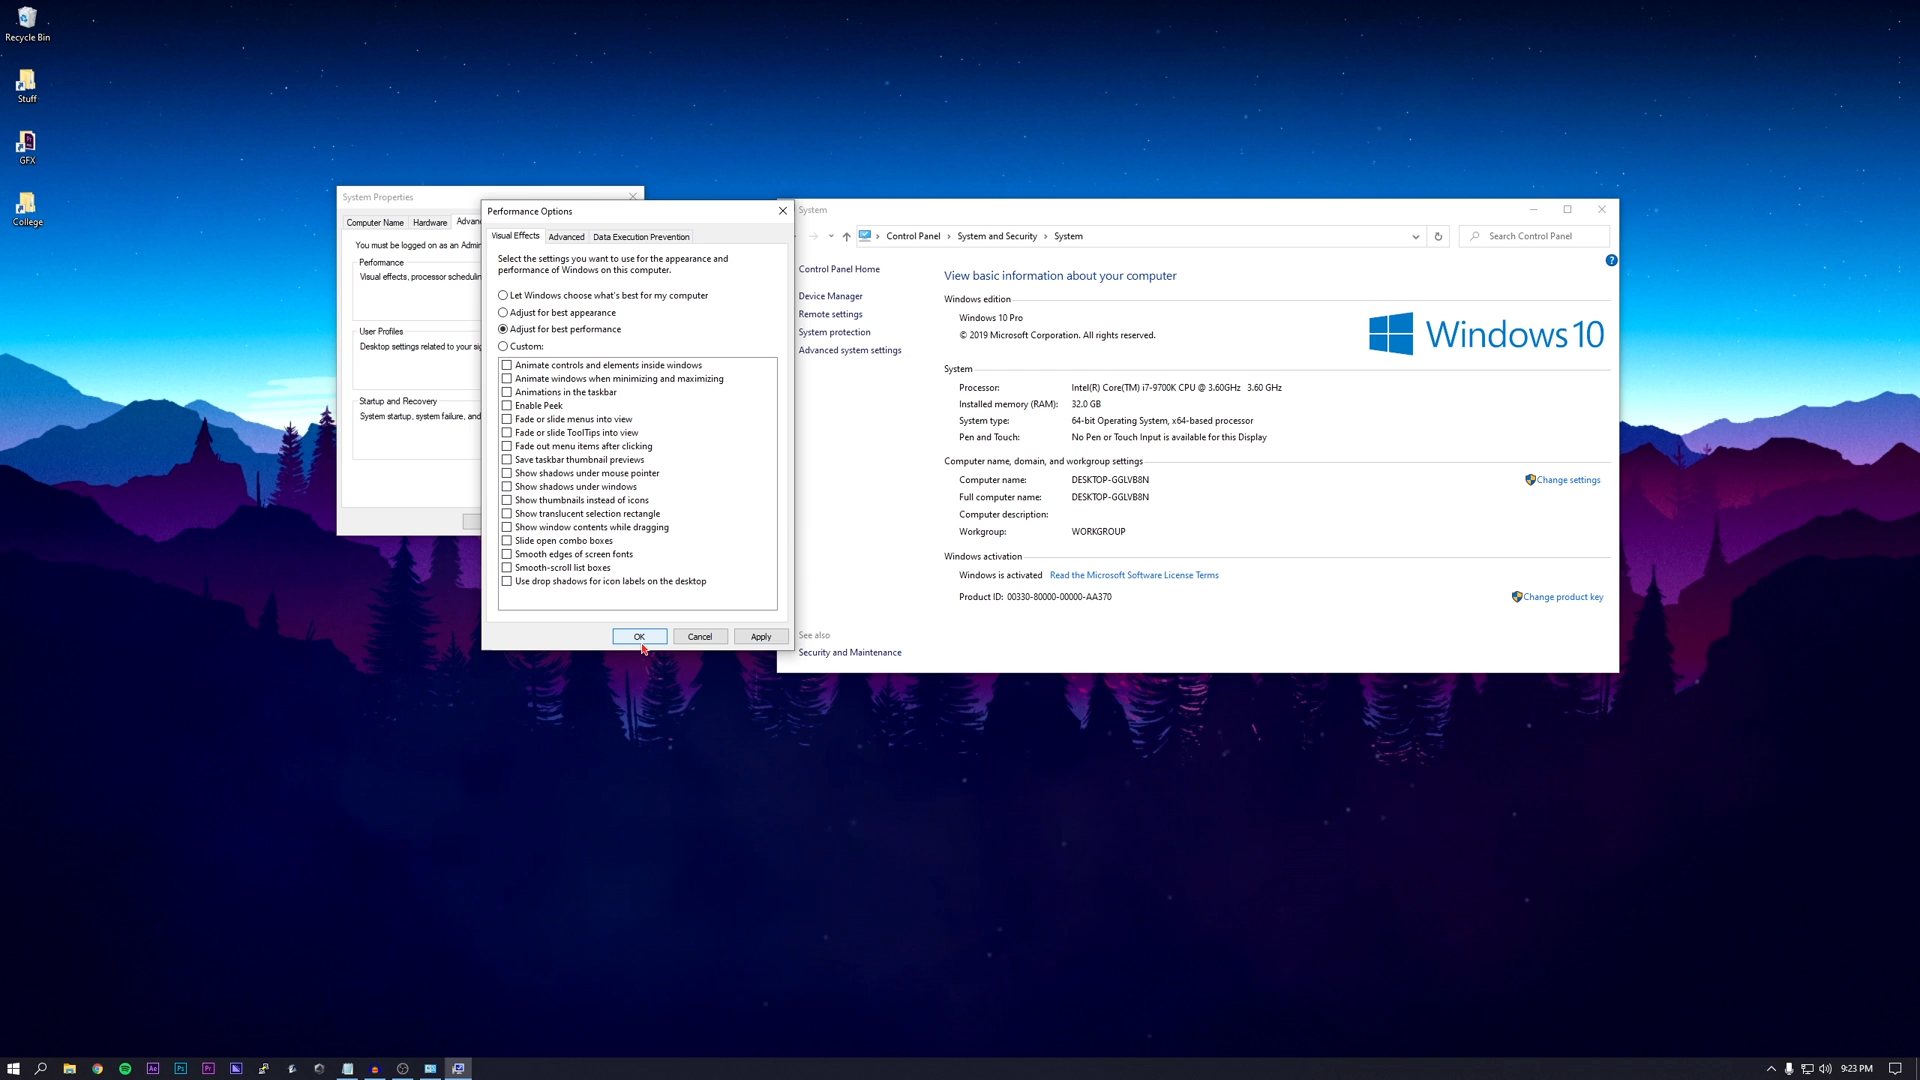 Recycle Bin
Stuff
GFX
College
System Properties
Computer Name
Hardware
You must be logged on as an Admin
Performance
Visual effects, processor schedulin
User Profiles
Desktop settings related to your sig
Startup and Recovery
System startup, system failure, and
Performance Options
Visual Effects
Advanced
Data Execution Prevention
Select the settings you want to use for the appearance and
performance of Windows on this computer.
Let Windows choose what's best for my computer
Adjust for best appearance
Adjust for best performance
Custom:
Animate controls and elements inside windows
Animate windows when minimizing and maximizing
Animations in the taskbar
Enable Peek
Fade or slide menus into view
Fade or slide ToolTips into view
Fade out menu items after clicking
Save taskbar thumbnail previews
Show shadows under mouse pointer
Show shadows under windows
Show thumbnails instead of icons
Show translucent selection rectangle
Show window contents while dragging
Slide open combo boxes
Smooth edges of screen fonts
Smooth-scroll list boxes
Use drop shadows for icon labels on the desktop
OK
Cancel
Apply
System
Control Panel > System and Security > System
Search Control Panel
Control Panel Home
Device Manager
Remote settings
System protection
Advanced system settings
See also
Security and Maintenance
View basic information about your computer
Windows edition
Windows 10 Pro
© 2019 Microsoft Corporation. All rights reserved.
Windows 10
System
Processor: Intel(R) Core(TM) i7-9700K CPU @ 3.60GHz 3.60 GHz
Installed memory (RAM): 32.0 GB
System type: 64-bit Operating System, x64-based processor
Pen and Touch: No Pen or Touch Input is available for this Display
Computer name, domain, and workgroup settings
Computer name: DESKTOP-GGLVB8N
Change settings
Full computer name: DESKTOP-GGLVB8N
Computer description:
Workgroup: WORKGROUP
Windows activation
Windows is activated Read the Microsoft Software License Terms
Product ID: 00330-80000-00000-AA370
Change product key
Ae
Ps
Pr
9:23 PM